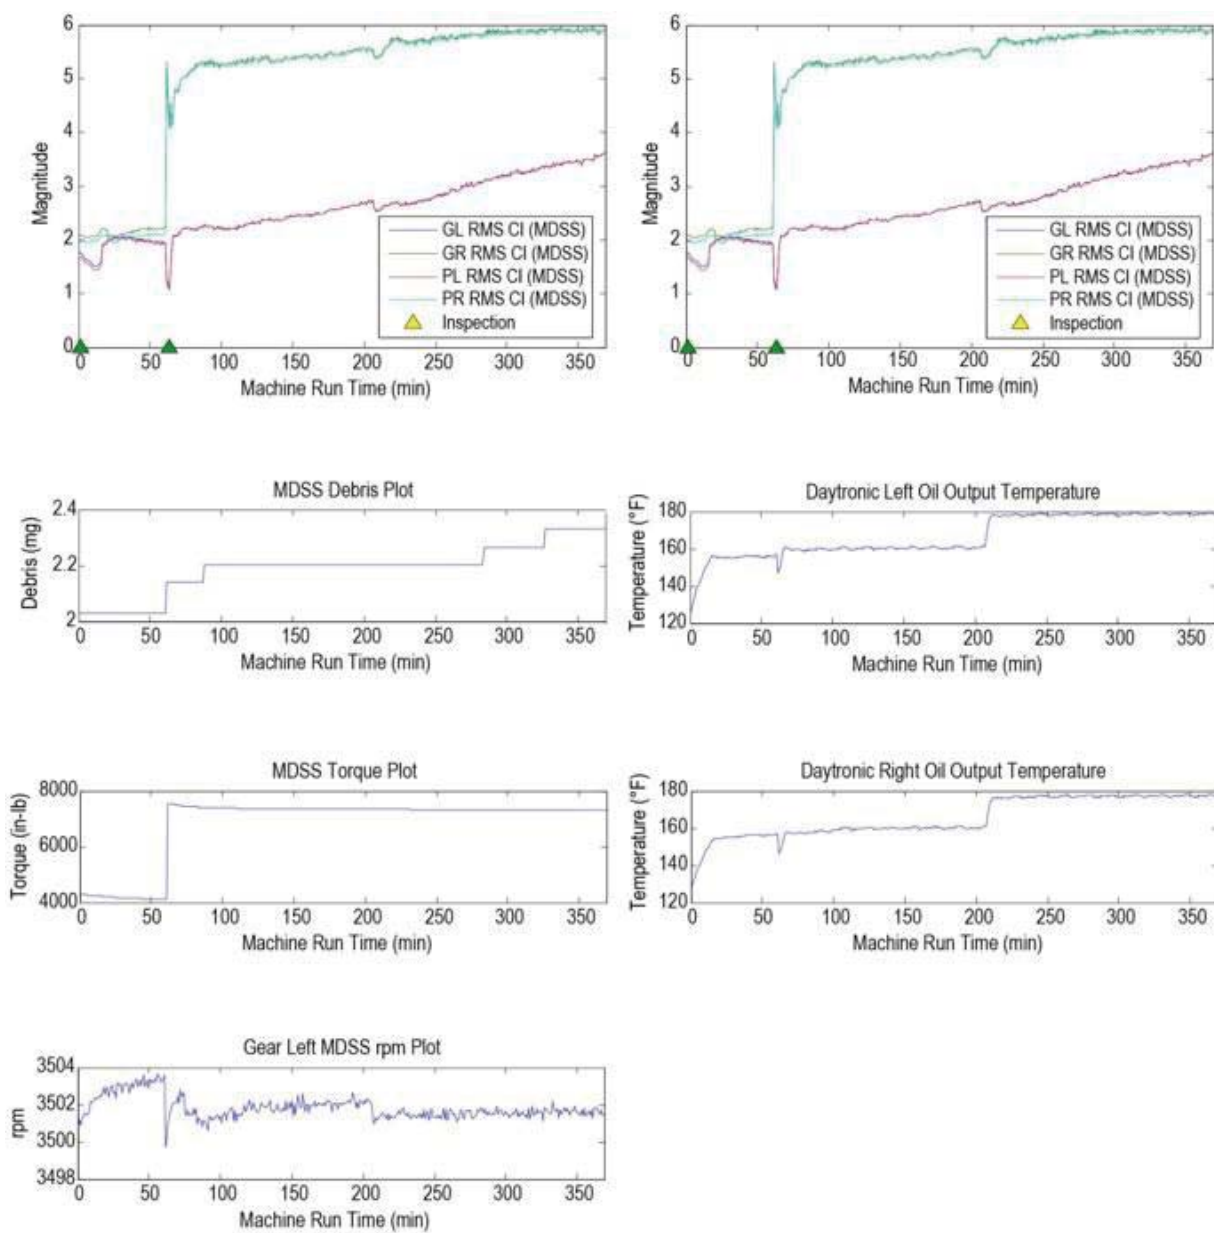 6
5
4
3
2
1
0
Magnitude
GL RMS CI (MDSS)
GR RMS CI (MDSS)
PL RMS CI (MDSS)
PR RMS CI (MDSS)
Inspection
0 50 100 150 200 250 300 350
Machine Run Time (min)
6
5
4
3
2
1
0
Magnitude
GL RMS CI (MDSS)
GR RMS CI (MDSS)
PL RMS CI (MDSS)
PR RMS CI (MDSS)
Inspection
0 50 100 150 200 250 300 350
Machine Run Time (min)
MDSS Debris Plot
2.4
2.2
2
Debris (mg)
0 50 100 150 200 250 300 350
Machine Run Time (min)
Daytronic Left Oil Output Temperature
180
160
140
120
Temperature (°F)
0 50 100 150 200 250 300 350
Machine Run Time (min)
MDSS Torque Plot
8000
6000
4000
Torque (in-lb)
0 50 100 150 200 250 300 350
Machine Run Time (min)
Daytronic Right Oil Output Temperature
180
160
140
120
Temperature (°F)
0 50 100 150 200 250 300 350
Machine Run Time (min)
Gear Left MDSS rpm Plot
3504
3502
3500
3498
rpm
0 50 100 150 200 250 300 350
Machine Run Time (min)